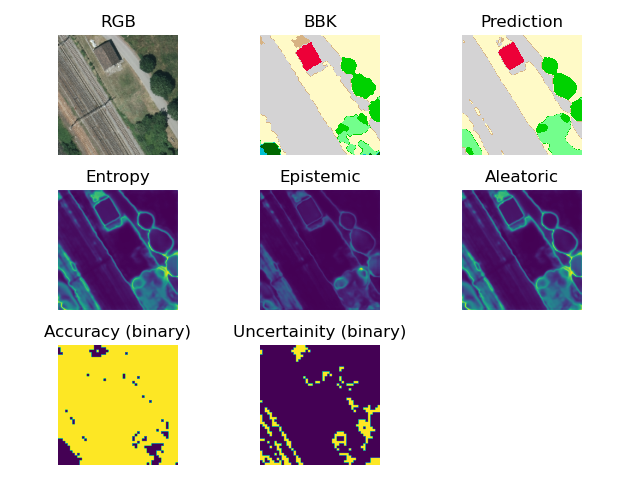 RGB
BBK
Prediction
Entropy
Epistemic
Aleatoric
Accuracy (binary)
Uncertainity (binary)